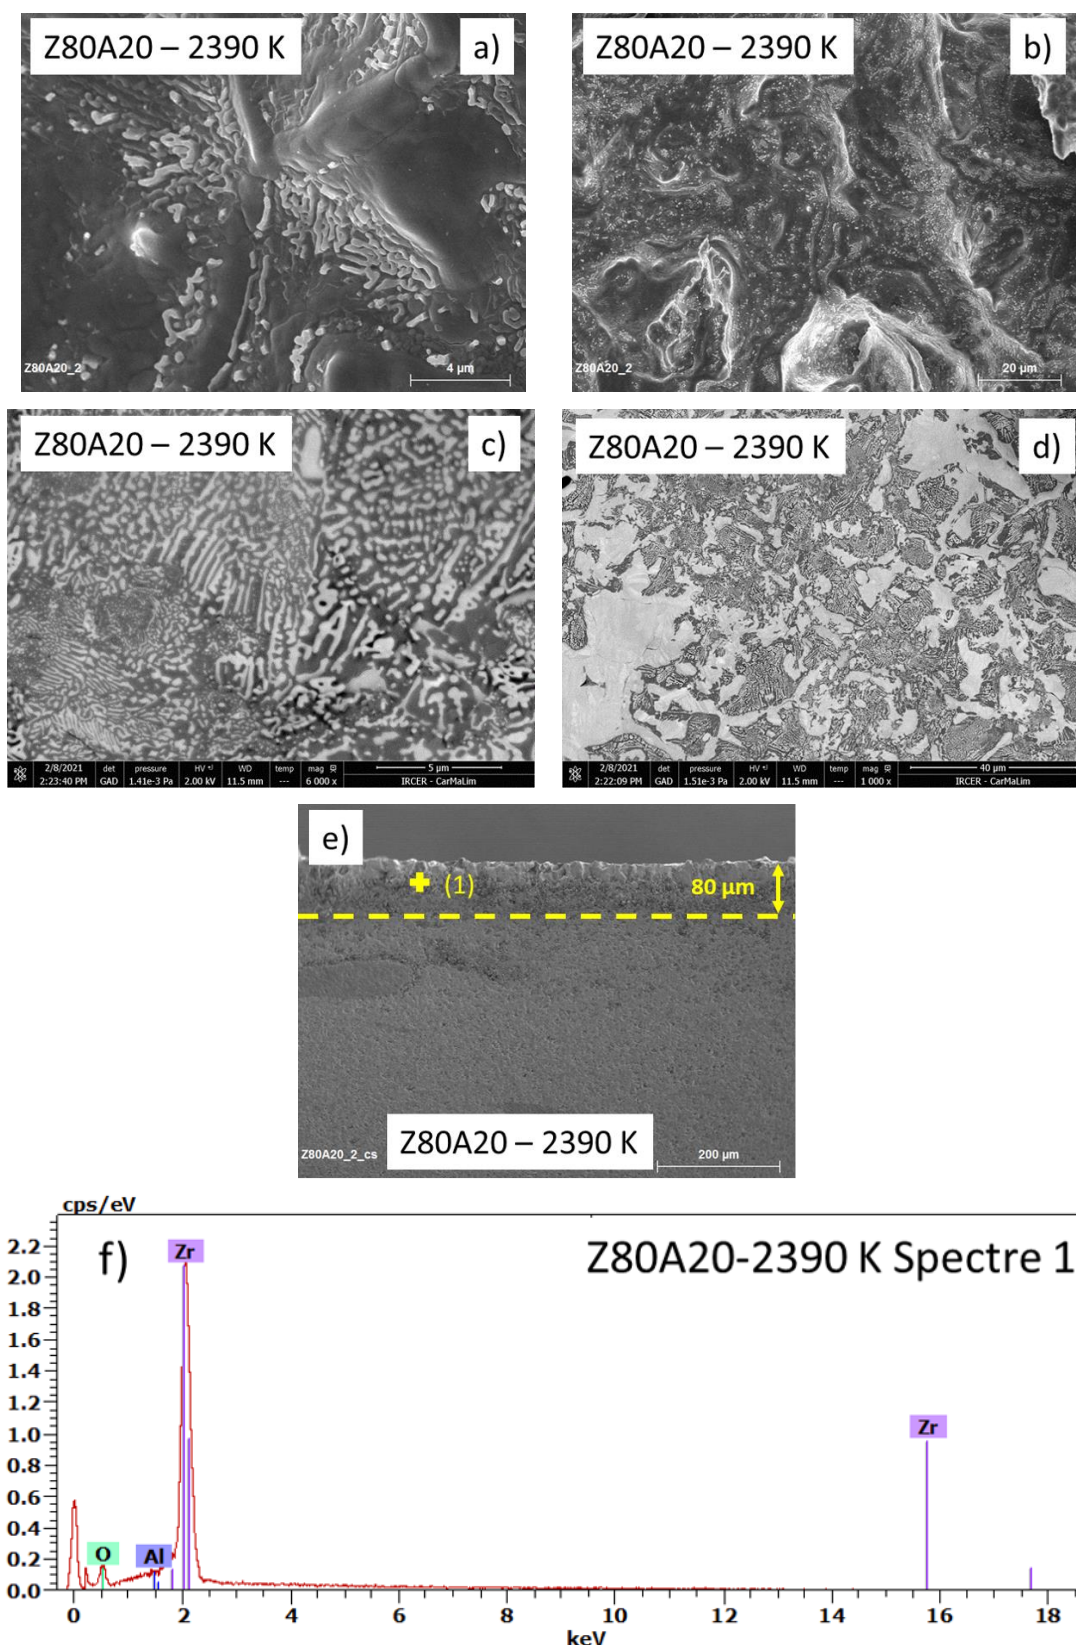 Z80A20 – 2390 K
a)
Z80A20_2
4 µm
Z80A20 – 2390 K
b)
Z80A20_2
20 µm
Z80A20 – 2390 K
c)
2/8/2021 det pressure HV WD temp mag 5 µm
2:23:40 PM GAD 1.41e-3 Pa 2.00 kV 11.5 mm --- 6 000 x IRCER - CarMaLim
Z80A20 – 2390 K
d)
2/8/2021 det pressure HV WD temp mag 40 µm
2:22:09 PM GAD 1.51e-3 Pa 2.00 kV 11.5 mm --- 1 000 x IRCER - CarMaLim
e)
(1)
80 µm
Z80A20 – 2390 K
Z80A20_2_cs
200 µm
cps/eV
f)
Z80A20-2390 K Spectre 1
Zr
Zr
O
Al
2.2
2.0
1.8
1.6
1.4
1.2
1.0
0.8
0.6
0.4
0.2
0.0
0 2 4 6 8 10 12 14 16 18
keV